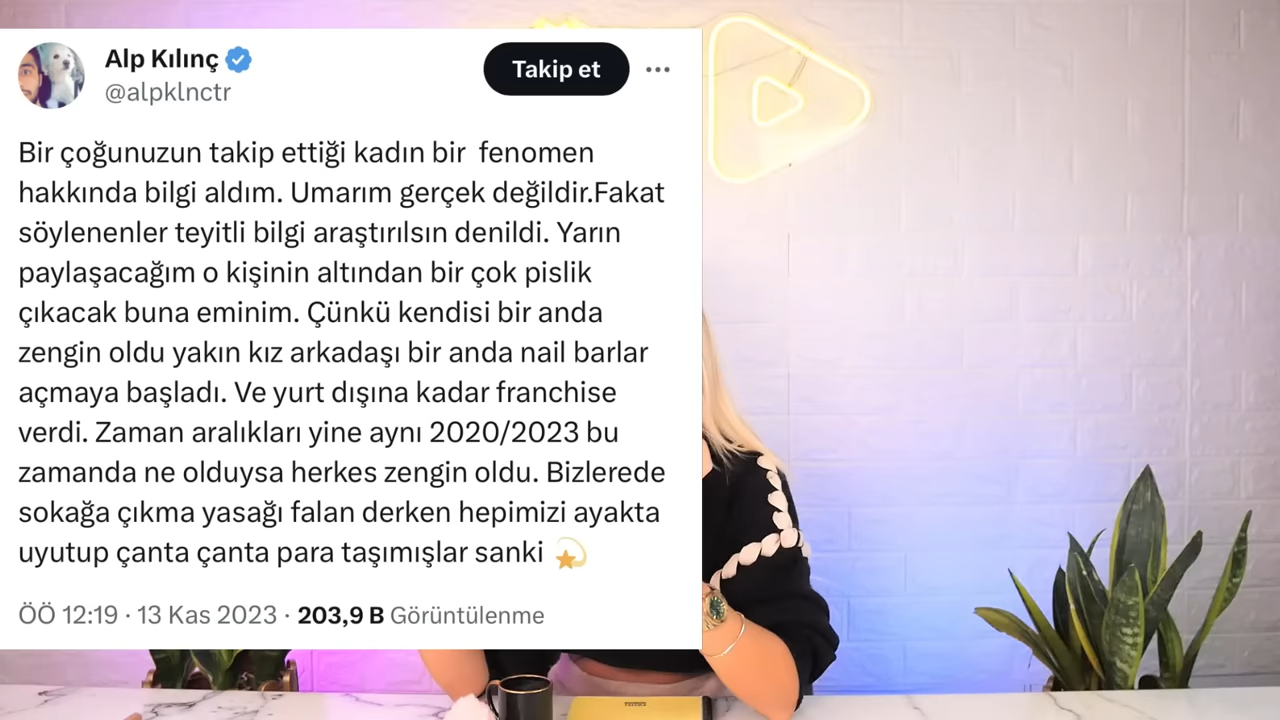 Alp Kılınç
@alpklnctr
Takip et
Bir çoğunuzun takip ettiği kadın bir  fenomen
hakkında bilgi aldım. Umarım gerçek değildir.Fakat
söylenenler teyitli bilgi araştırılsın denildi. Yarın
paylaşacağım o kişinin altından bir çok pislik
çıkacak buna eminim. Çünkü kendisi bir anda
zengin oldu yakın kız arkadaşı bir anda nail barlar
açmaya başladı. Ve yurt dışına kadar franchise
verdi. Zaman aralıkları yine aynı 2020/2023 bu
zamanda ne olduysa herkes zengin oldu. Bizlerede
sokağa çıkma yasağı falan derken hepimizi ayakta
uyutup çanta çanta para taşımışlar sanki 💫
ÖÖ 12:19 · 13 Kas 2023 · 203,9 B Görüntülenme